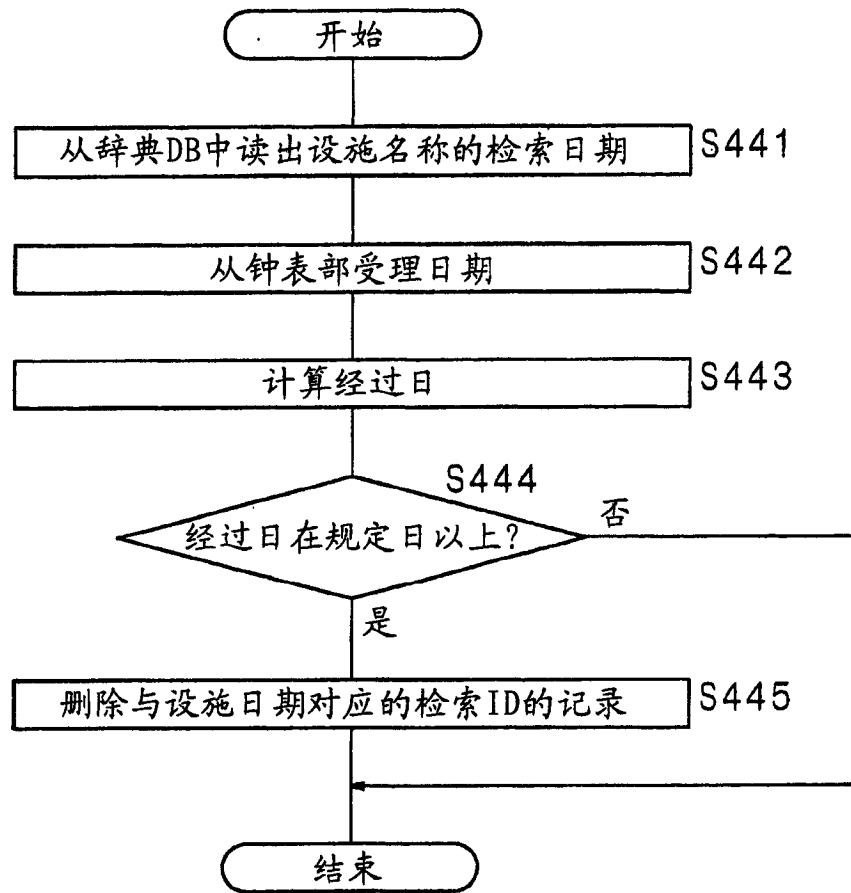 开始
从辞典DB中读出设施名称的检索日期 S441
从钟表部受理日期 S442
计算经过日 S443
S444
经过日在规定日以上? 否
是
删除与设施日期对应的检索ID的记录 S445
结束